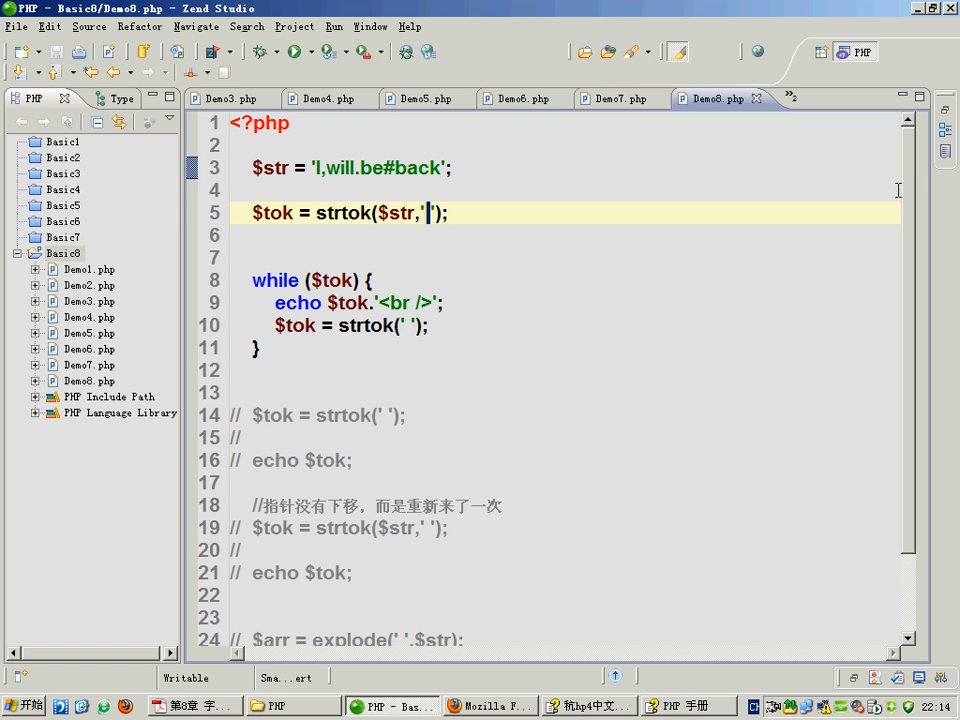 PHP - Basic8/Demo8.php - Zend Studio
File Edit Source Refactor Navigate Search Project Run Window Help
PHP
PHP Type
Demo3.php Demo4.php Demo5.php Demo6.php Demo7.php Demo8.php »2
Basic1
Basic2
Basic3
Basic4
Basic5
Basic6
Basic7
Basic8
Demo1.php
Demo2.php
Demo3.php
Demo4.php
Demo5.php
Demo6.php
Demo7.php
Demo8.php
PHP Include Path
PHP Language Library
1 <?php
2
3 $str = 'I,will.be#back';
4
5 $tok = strtok($str,' ');
6
7
8 while ($tok) {
9 echo $tok.'<br />';
10 $tok = strtok(' ');
11 }
12
13
14 // $tok = strtok(' ');
15 //
16 // echo $tok;
17
18 //指针没有下移，而是重新来了一次
19 // $tok = strtok($str,' ');
20 //
21 // echo $tok;
22
23
24 // $arr = explode(' ',$str);
Writable Sma...ert
开始 第8章 字... PHP PHP - Bas... Mozilla F... 杭hp4中文... PHP 手册 22:14